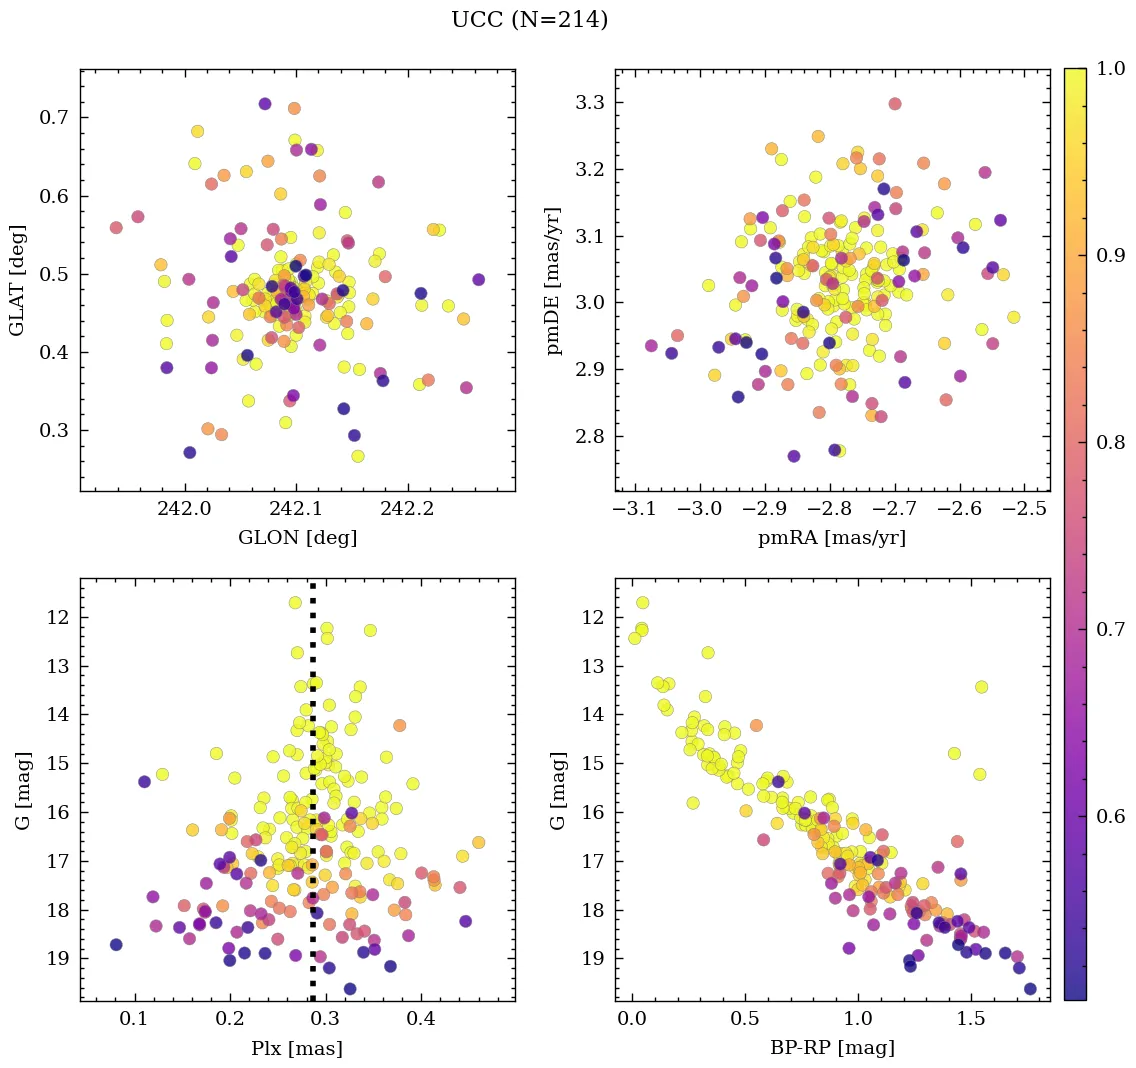 UCC (N=214)
0.7
0.6
0.5
0.4
0.3
GLAT [deg]
242.0 242.1 242.2
GLON [deg]
3.3
3.2
3.1
3.0
2.9
2.8
pmDE [mas/yr]
−3.1 −3.0 −2.9 −2.8 −2.7 −2.6 −2.5
pmRA [mas/yr]
1.0
0.9
0.8
0.7
0.6
12
13
14
15
16
17
18
19
G [mag]
0.1 0.2 0.3 0.4
Plx [mas]
12
13
14
15
16
17
18
19
G [mag]
0.0 0.5 1.0 1.5
BP-RP [mag]